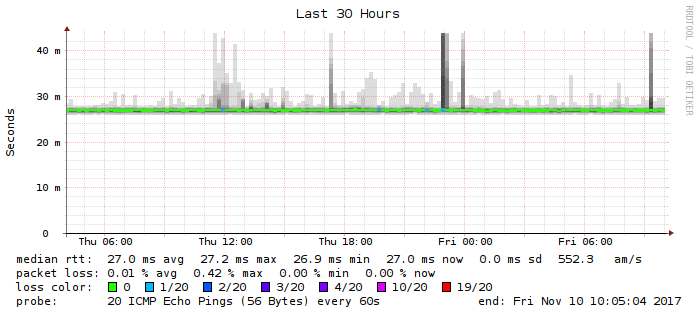 Last 30 Hours
RRDTOOL / TOBI OETIKER
Seconds
40 m
30 m
20 m
10 m
0
Thu 06:00 Thu 12:00 Thu 18:00 Fri 00:00 Fri 06:00
median rtt: 27.0 ms avg 27.2 ms max 26.9 ms min 27.0 ms now 0.0 ms sd 552.3 am/s
packet loss: 0.01 % avg 0.42 % max 0.00 % min 0.00 % now
loss color: 0 1/20 2/20 3/20 4/20 10/20 19/20
probe: 20 ICMP Echo Pings (56 Bytes) every 60s end: Fri Nov 10 10:05:04 2017